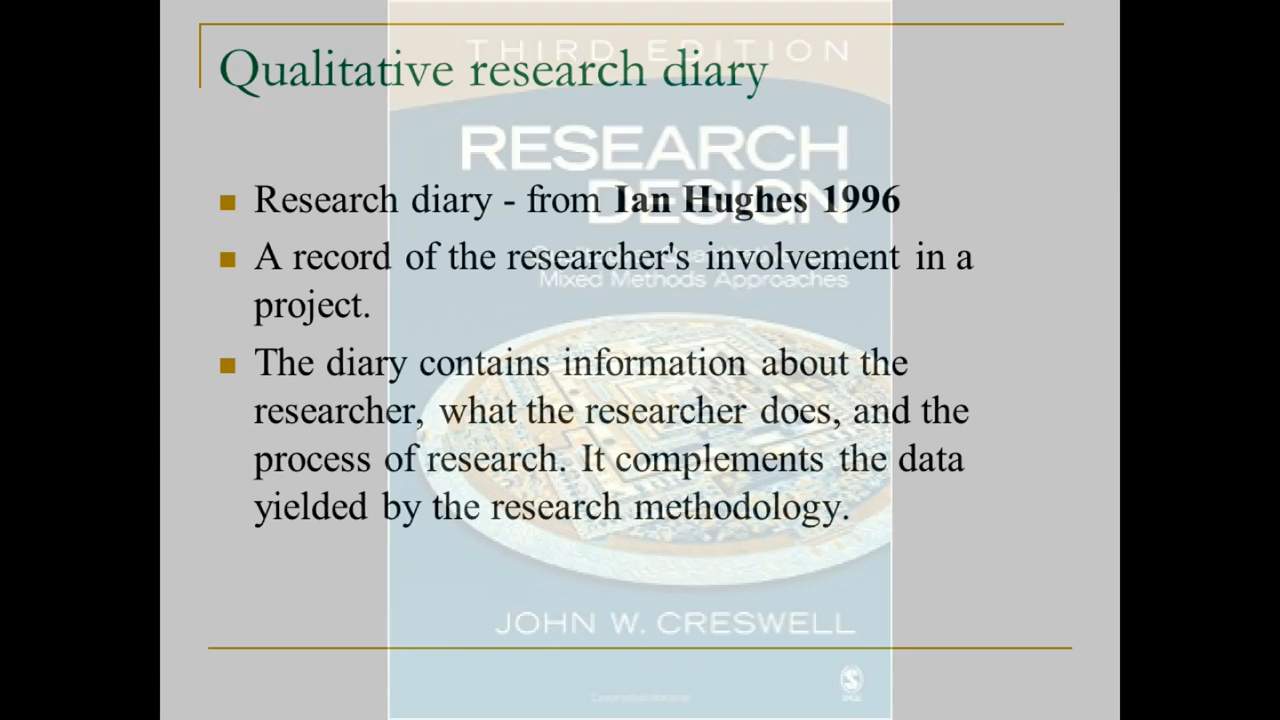 THIRD EDITION
Qualitative research diary
RESEARCH
DESIGN
Research diary - from Ian Hughes 1996
A record of the researcher's involvement in a
Mixed Methods Approaches
project.
The diary contains information about the
researcher, what the researcher does, and the
process of research. It complements the data
yielded by the research methodology.
JOHN W. CRESWELL